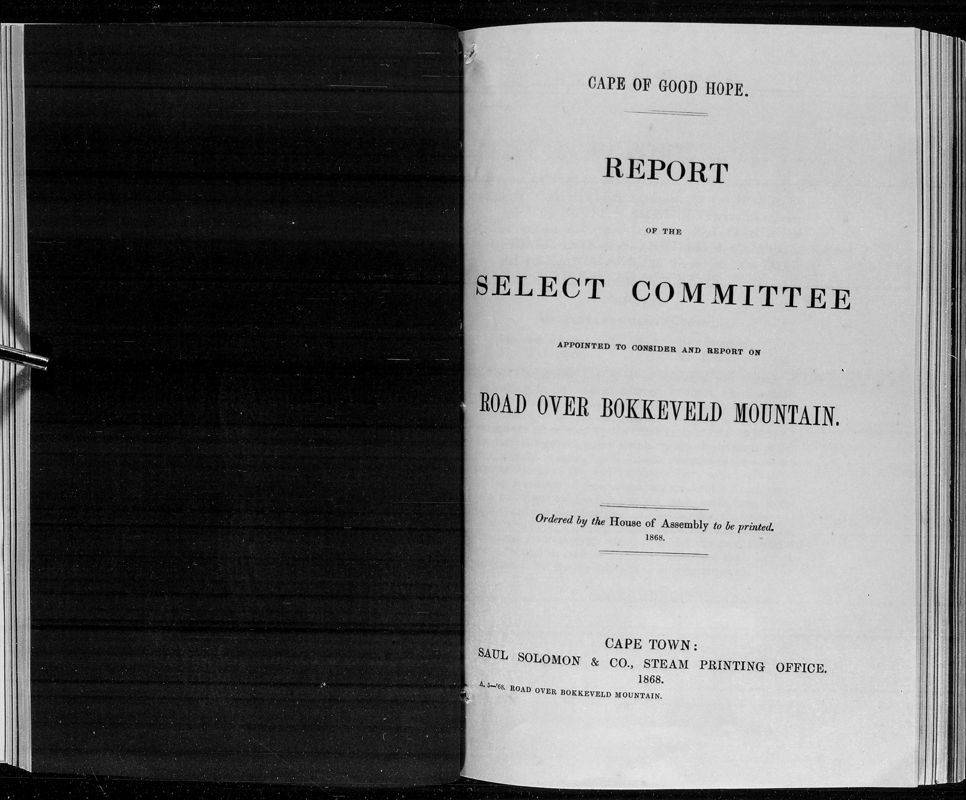 CAPE OF GOOD HOPE.
REPORT
OF THE
SELECT COMMITTEE
APPOINTED TO CONSIDER AND REPORT ON
ROAD OVER BOKKEVELD MOUNTAIN.
Ordered by the House of Assembly to be printed.
1868.
CAPE TOWN:
SAUL SOLOMON & CO., STEAM PRINTING OFFICE.
1868.
A. 5—'68. ROAD OVER BOKKEVELD MOUNTAIN.